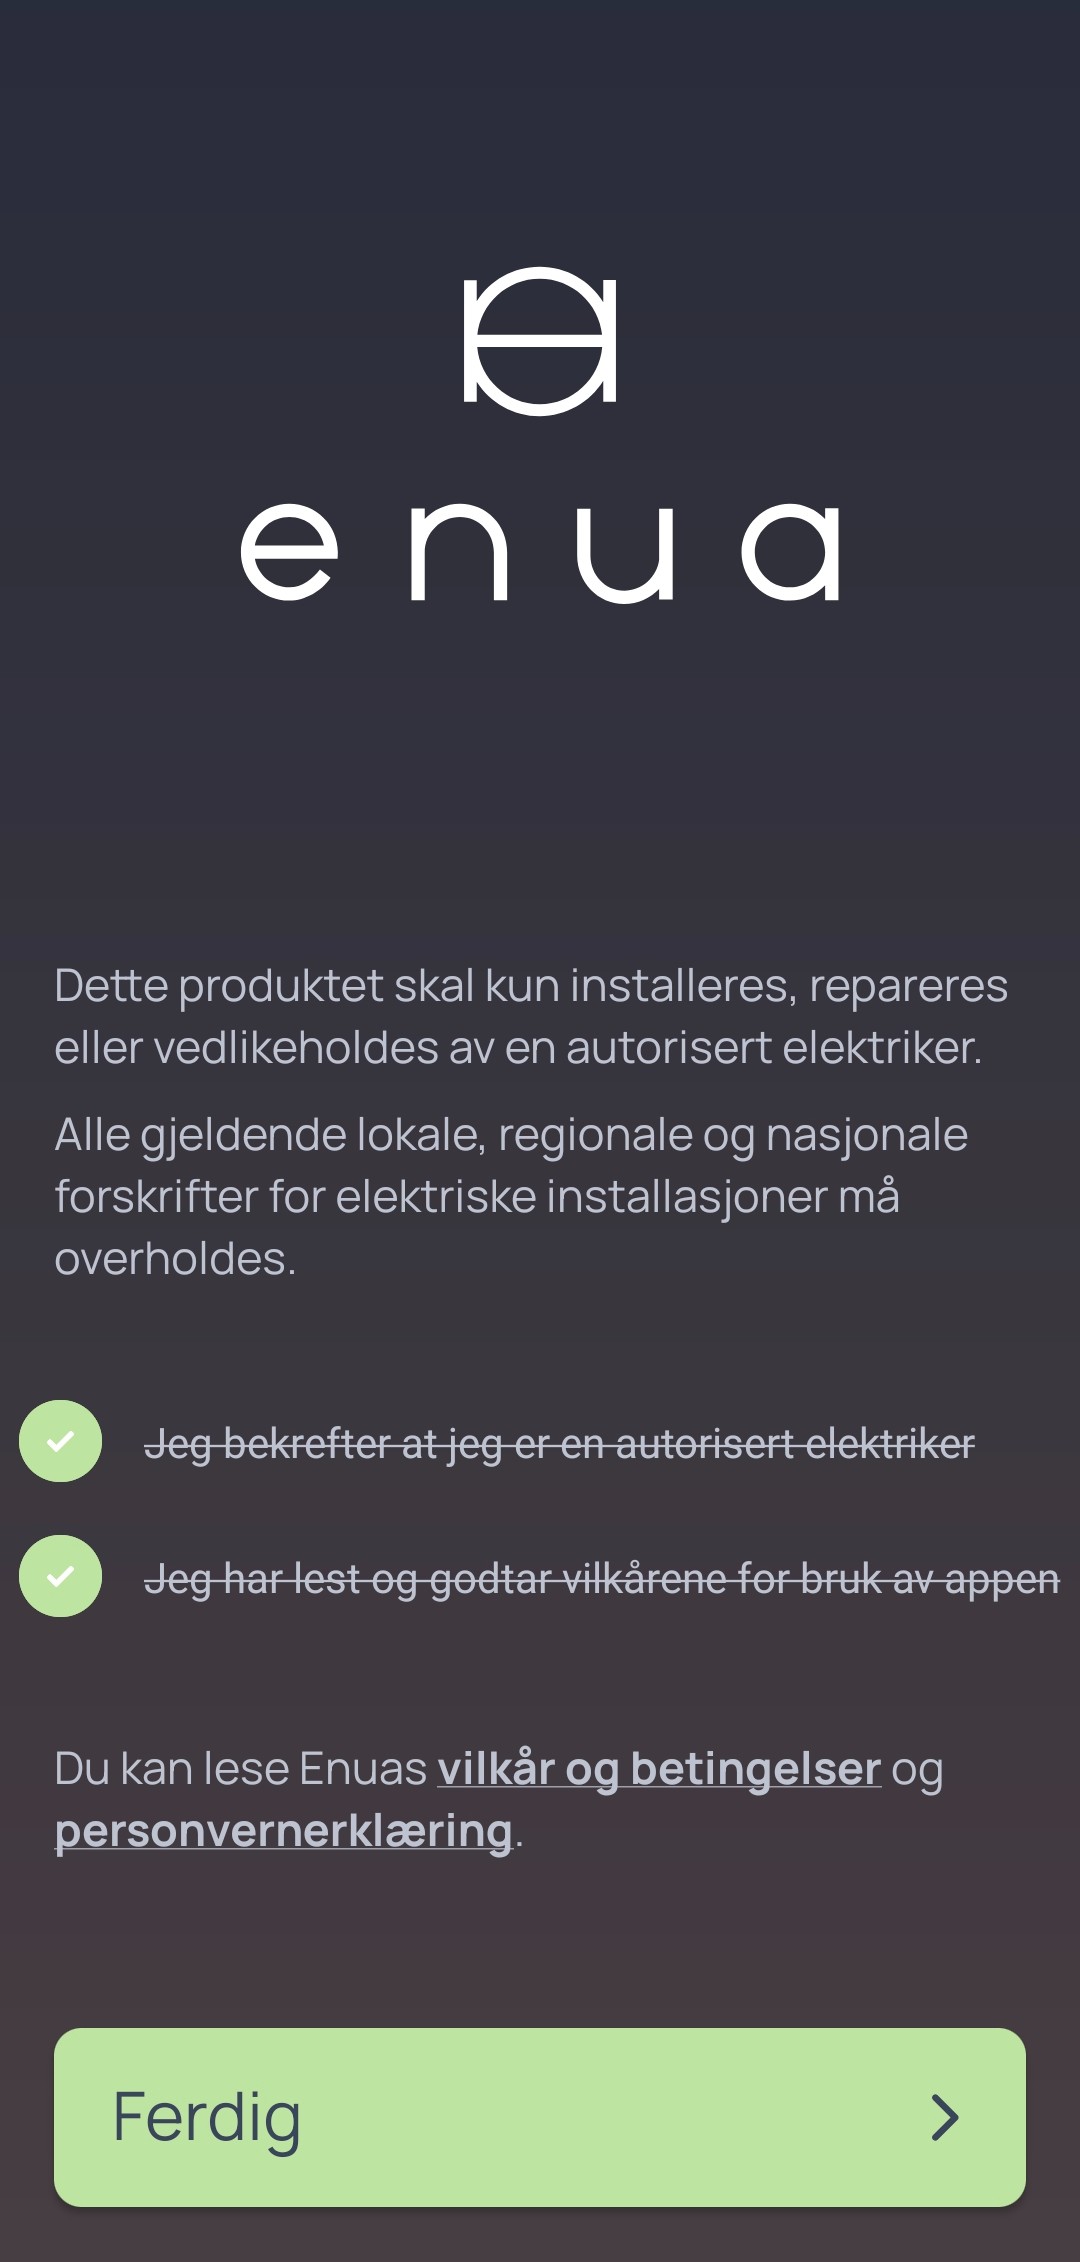 enua
Dette produktet skal kun installeres, repareres
eller vedlikeholdes av en autorisert elektriker.
Alle gjeldende lokale, regionale og nasjonale
forskrifter for elektriske installasjoner må
overholdes.
Jeg bekrefter at jeg er en autorisert elektriker
Jeg har lest og godtar vilkårene for bruk av appen
Du kan lese Enuas vilkår og betingelser og
personvernerklæring.
Ferdig